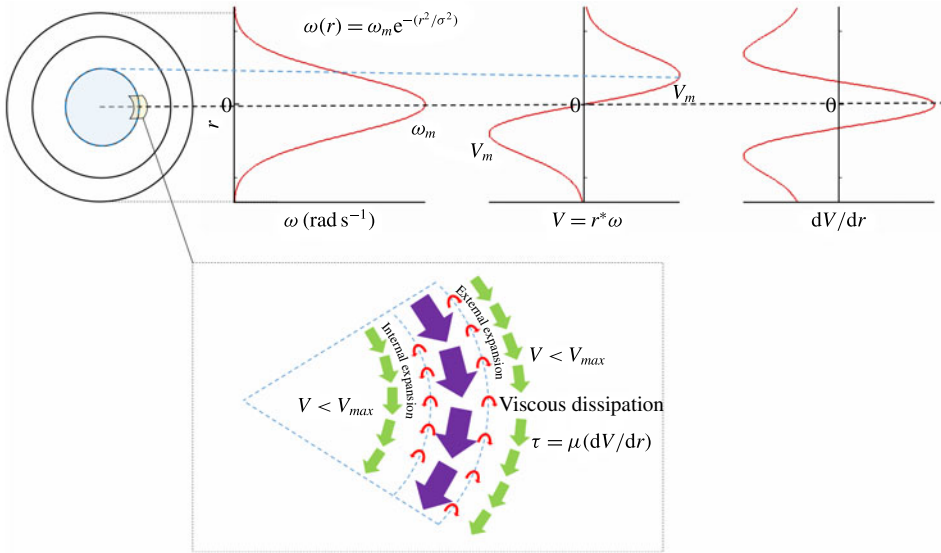 ω(r) = ω_m e^{−(r²/σ²)}
0
r
ω_m
ω (rad s⁻¹)
0
V_m
V_m
V = r*ω
0
dV/dr
Internal expansion
External expansion
V < V_max
V < V_max
Viscous dissipation
τ = μ(dV/dr)